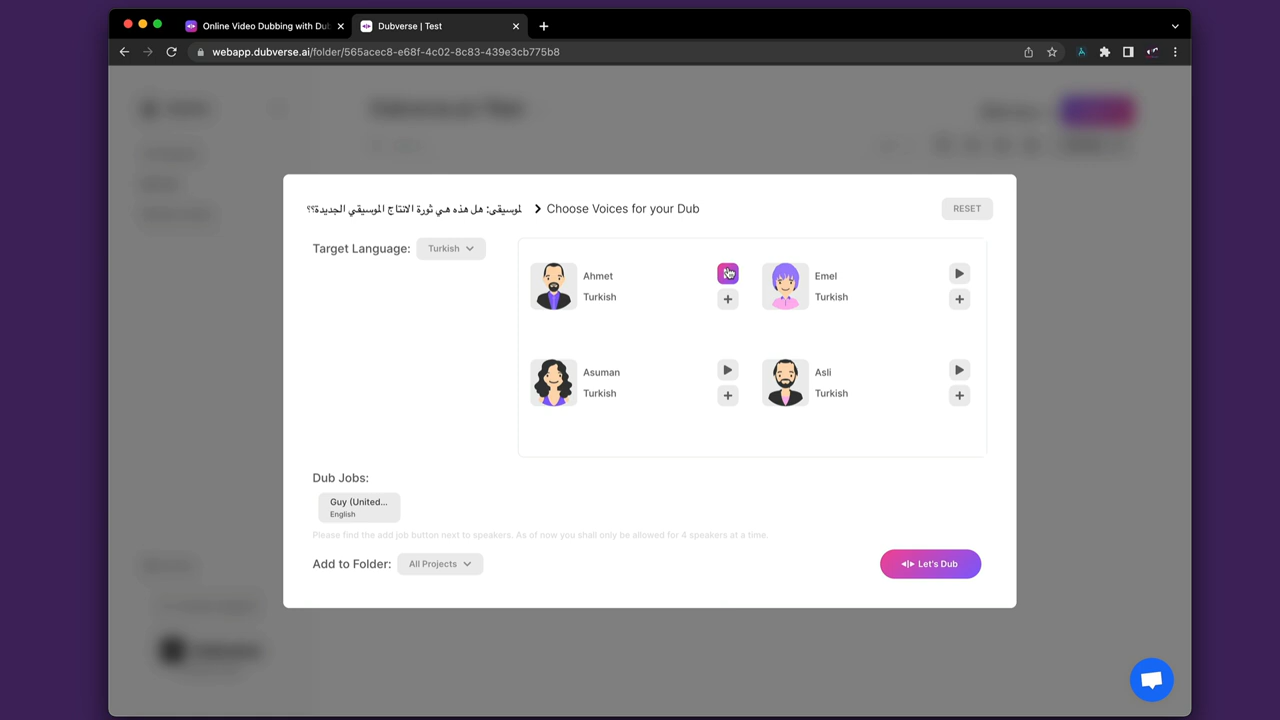 Online Video Dubbing with Dub
Dubverse | Test
webapp.dubverse.ai/folder/565acec8-e68f-4c02-8c83-439e3cb775b8
لموسيقى: هل هذه هي ثورة الانتاج الموسيقي الجديدة؟؟
Choose Voices for your Dub
RESET
Target Language:
Turkish
Ahmet
Turkish
Emel
Turkish
Asuman
Turkish
Asli
Turkish
Dub Jobs:
Guy (United...
English
Please find the add job button next to speakers. As of now you shall only be allowed for 4 speakers at a time.
Add to Folder:
All Projects
Let's Dub